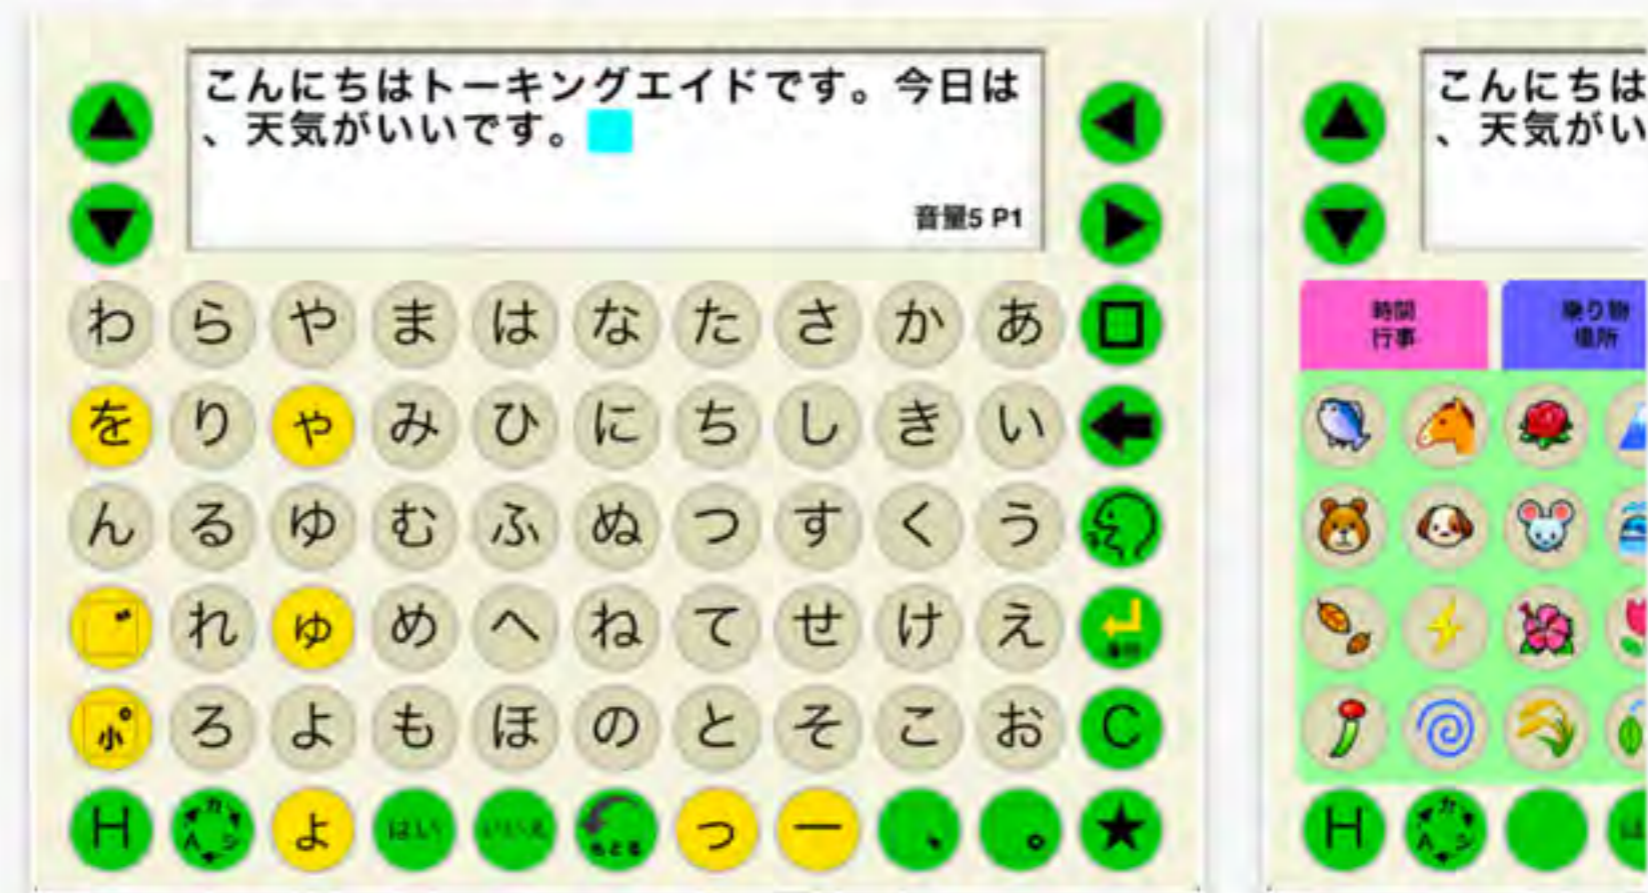 こんにちはトーキングエイドです。今日は
、天気がいいです。
音量5 P1
わ ら や ま は な た さ か あ
を り ゃ み ひ に ち し き い
ん る ゆ む ふ ぬ つ す く う
゛ れ ゅ め へ ね て せ け え
゜小 ろ よ も ほ の と そ こ お C
H カ シ A ょ はい いいえ もどる っ ー 、 。 ★
こんにちは
、天気がい
時間
行事
乗り物
場所
H カ シ A は